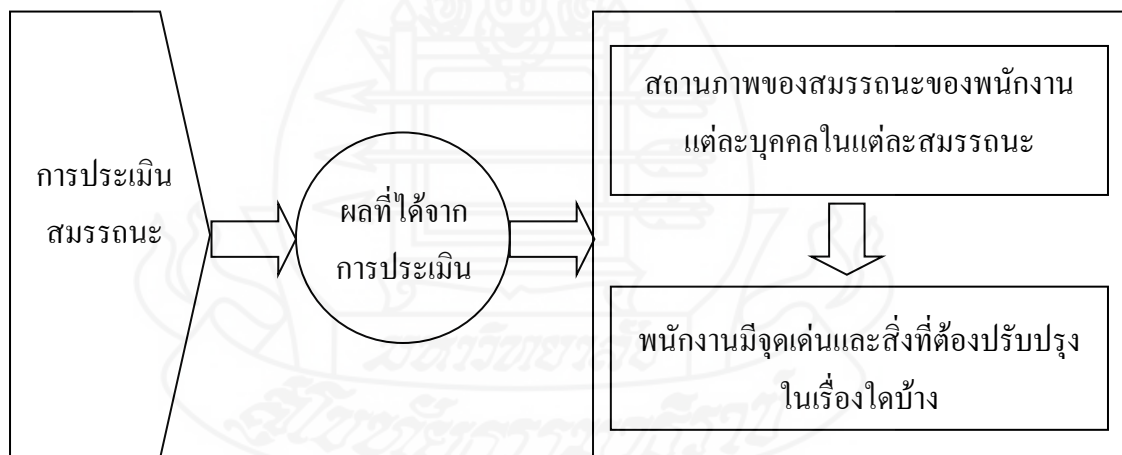 การประเมิน
สมรรถนะ
ผลที่ได้จาก
การประเมิน
สถานภาพของสมรรถนะของพนักงาน
แต่ละบุคคลในแต่ละสมรรถนะ
พนักงานมีจุดเด่นและสิ่งที่ต้องปรับปรุง
ในเรื่องใดบ้าง